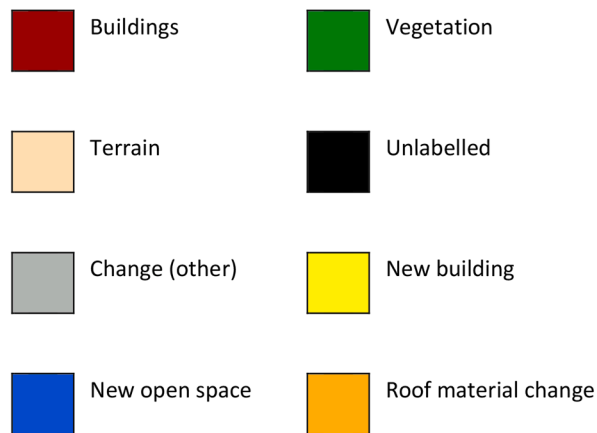 Buildings
Vegetation
Terrain
Unlabelled
Change (other)
New building
New open space
Roof material change